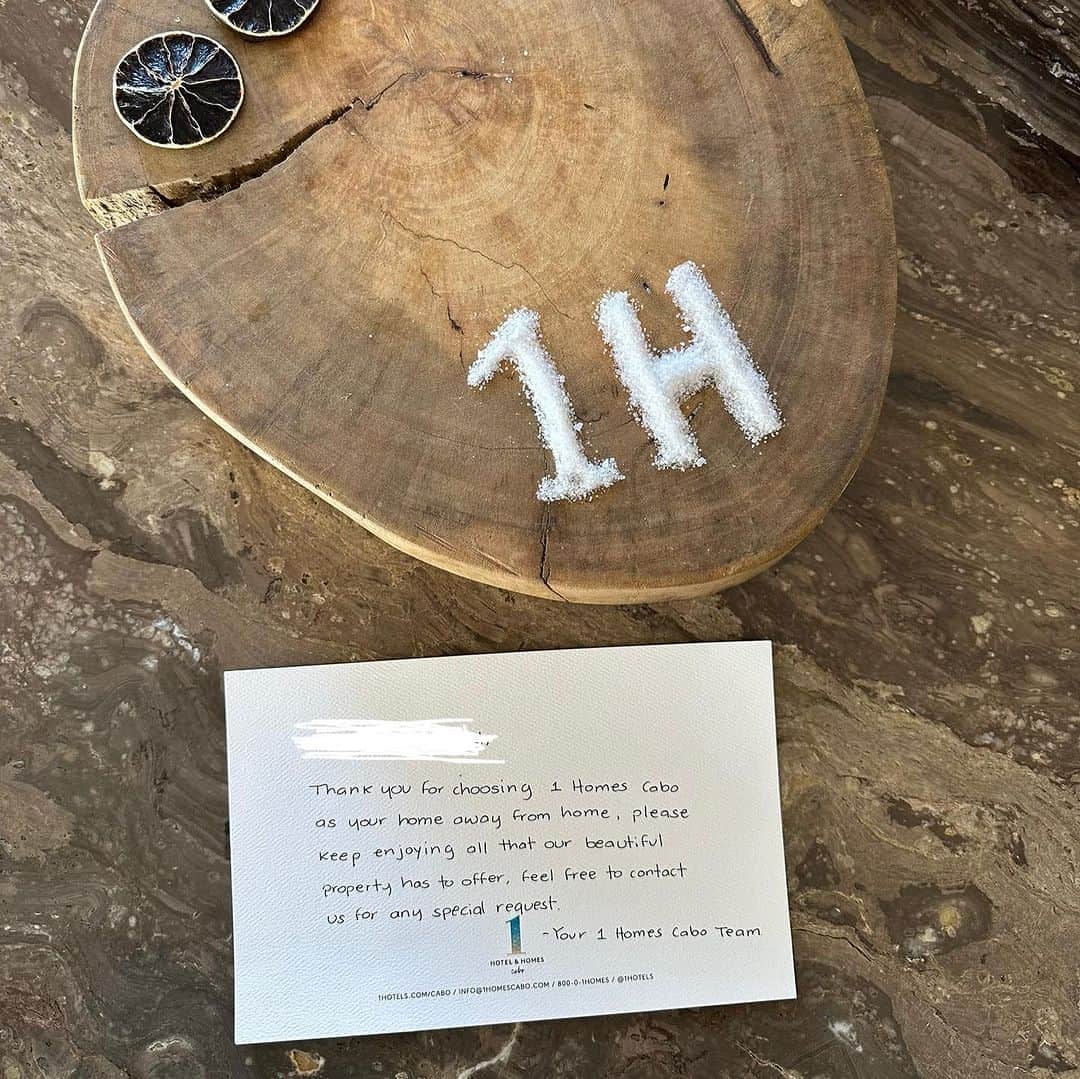 1H
Thank you for choosing 1 Homes Cabo
as your home away from home, please
keep enjoying all that our beautiful
property has to offer, feel free to contact
us for any special request.
-Your 1 Homes Cabo Team
1
HOTEL & HOMES
cabo
1HOTELS.COM/CABO / INFO@1HOMESCABO.COM / 800-0-1HOMES / @1HOTELS